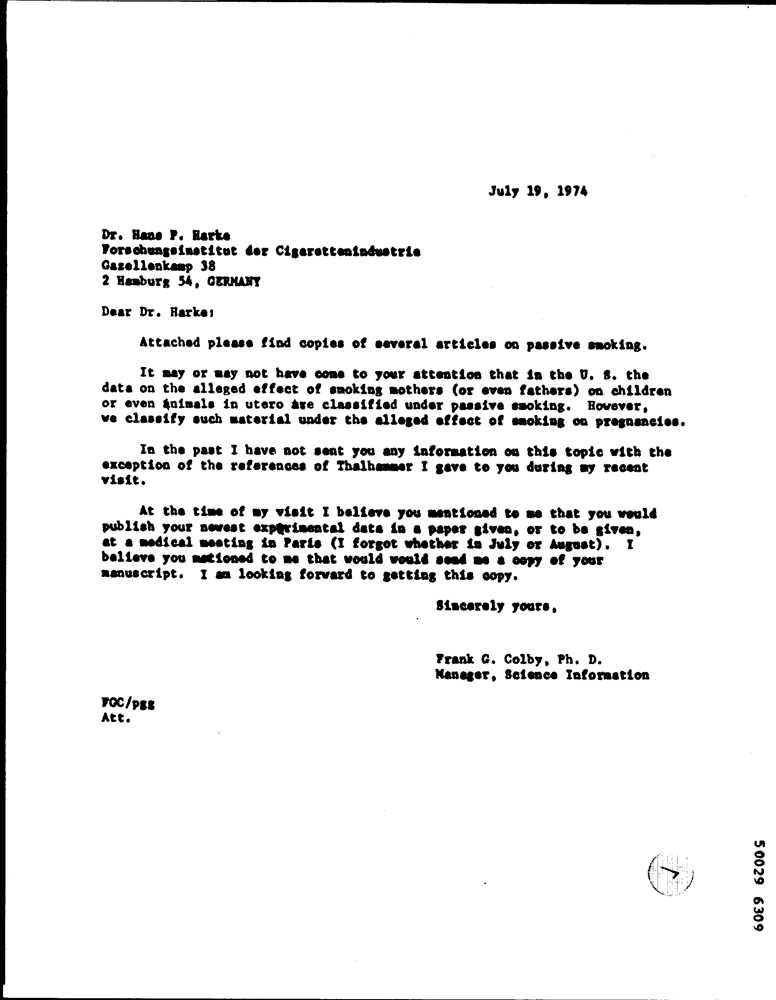 July 19, 1974
Dr. Hans P. Harke
Forschungsinstitut der Cigarettenindustrie
Gazellenkamp 38
2 Hamburg 54, GERMANY
Dear Dr. Harke:
Attached please find copies of several articles on passive smoking.
It may or may not have come to your attention that in the U. S. the
data on the alleged effect of smoking mothers (or even fathers) on children
or even animals in utero are classified under passive smoking. However,
we classify such material under the alleged effect of smoking on pregnancies.
In the past I have not sent you any information on this topic with the
exception of the references of Thalhammer I gave to you during my recent
visit.
At the time of my visit I believe you mentioned to me that you would
publish your newest experimental data in a paper given, or to be given,
at a medical meeting in Paris (I forgot whether in July or August). I
believe you metioned to me that would would send me a copy of your
manuscript. I am looking forward to getting this copy.
Sincerely yours,
Frank G. Colby, Ph. D.
Manager, Science Information
FGC/pgg
Att.
50029 6309